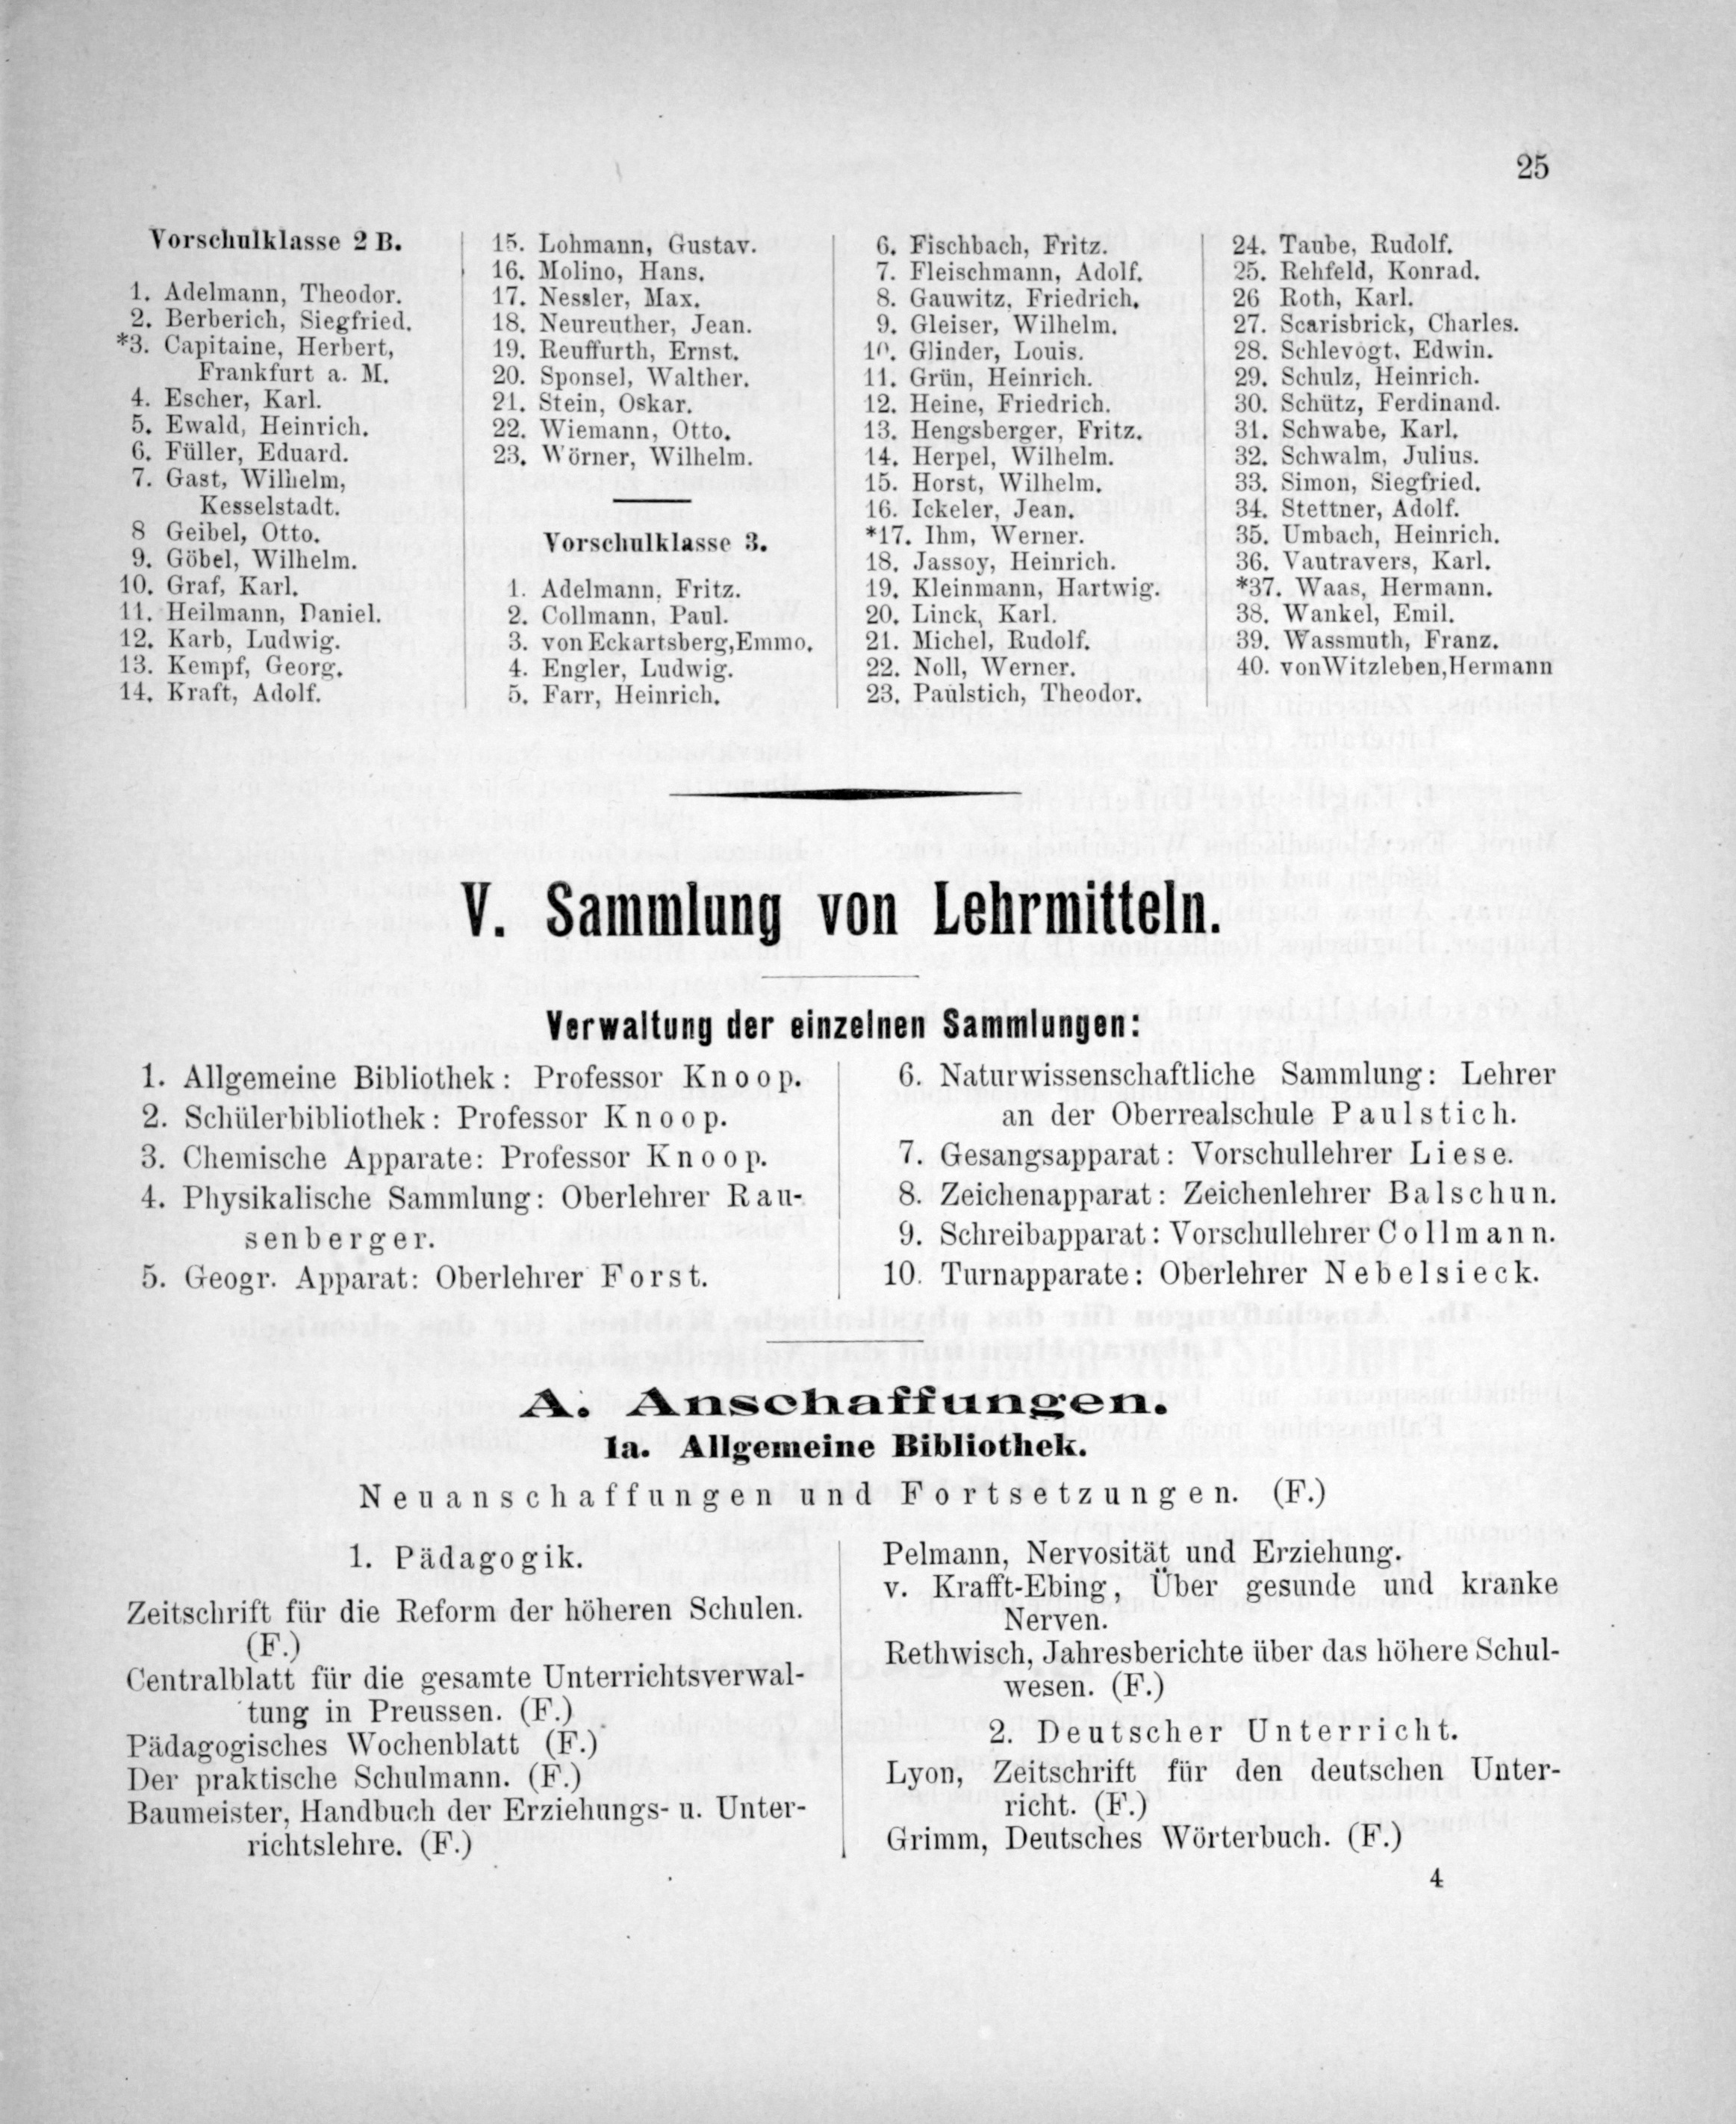 25
Vorschulklasse 2 B.
1. Adelmann, Theodor.
2. Berberich, Siegfried.
*3. Capitaine, Herbert,
Frankfurt a. M.
4. Escher, Karl.
5. Ewald, Heinrich.
6. Füller, Eduard.
7. Gast, Wilhelm,
Kesselstadt.
8 Geibel, Otto.
9. Göbel, Wilhelm.
10. Graf, Karl.
11. Heilmann, Daniel.
12. Karb, Ludwig.
13. Kempf, Georg.
14. Kraft, Adolf.
15. Lohmann, Gustav.
16. Molino, Hans.
17. Nessler, Max.
18. Neureuther, Jean.
19. Reuffurth, Ernst.
20. Sponsel, Walther.
21. Stein, Oskar.
22. Wiemann, Otto.
23. Wörner, Wilhelm.
Vorschulklasse 3.
1. Adelmann, Fritz.
2. Collmann, Paul.
3. von Eckartsberg, Emmo.
4. Engler, Ludwig.
5. Farr, Heinrich.
6. Fischbach, Fritz.
7. Fleischmann, Adolf.
8. Gauwitz, Friedrich.
9. Gleiser, Wilhelm.
10. Glinder, Louis.
11. Grün, Heinrich.
12. Heine, Friedrich.
13. Hengsberger, Fritz.
14. Herpel, Wilhelm.
15. Horst, Wilhelm.
16. Ickeler, Jean.
*17. Ihm, Werner.
18. Jassoy, Heinrich.
19. Kleinmann, Hartwig.
20. Linck, Karl.
21. Michel, Rudolf.
22. Noll, Werner.
23. Paulstich, Theodor.
24. Taube, Rudolf.
25. Rehfeld, Konrad.
26 Roth, Karl.
27. Scarisbrick, Charles.
28. Schlevogt, Edwin.
29. Schulz, Heinrich.
30. Schütz, Ferdinand.
31. Schwabe, Karl.
32. Schwalm, Julius.
33. Simon, Siegfried.
34. Stettner, Adolf.
35. Umbach, Heinrich.
36. Vautravers, Karl.
*37. Waas, Hermann.
38. Wankel, Emil.
39. Wassmuth, Franz.
40. von Witzleben, Hermann
V. Sammlung von Lehrmitteln.
Verwaltung der einzelnen Sammlungen:
1. Allgemeine Bibliothek: Professor Knoop.
2. Schülerbibliothek: Professor Knoop.
3. Chemische Apparate: Professor Knoop.
4. Physikalische Sammlung: Oberlehrer Rau-
senberger.
5. Geogr. Apparat: Oberlehrer Forst.
6. Naturwissenschaftliche Sammlung: Lehrer
an der Oberrealschule Paulstich.
7. Gesangsapparat: Vorschullehrer Liese.
8. Zeichenapparat: Zeichenlehrer Balschun.
9. Schreibapparat: Vorschullehrer Collmann.
10. Turnapparate: Oberlehrer Nebelsieck.
A. Anschaffungen.
1a. Allgemeine Bibliothek.
Neuanschaffungen und Fortsetzungen. (F.)
1. Pädagogik.
Zeitschrift für die Reform der höheren Schulen.
(F.)
Centralblatt für die gesamte Unterrichtsverwal-
tung in Preussen. (F.)
Pädagogisches Wochenblatt (F.)
Der praktische Schulmann. (F.)
Baumeister, Handbuch der Erziehungs- u. Unter-
richtslehre. (F.)
Pelmann, Nervosität und Erziehung.
v. Krafft-Ebing, Über gesunde und kranke
Nerven.
Rethwisch, Jahresberichte über das höhere Schul-
wesen. (F.)
2. Deutscher Unterricht.
Lyon, Zeitschrift für den deutschen Unter-
richt. (F.)
Grimm, Deutsches Wörterbuch. (F.)
4